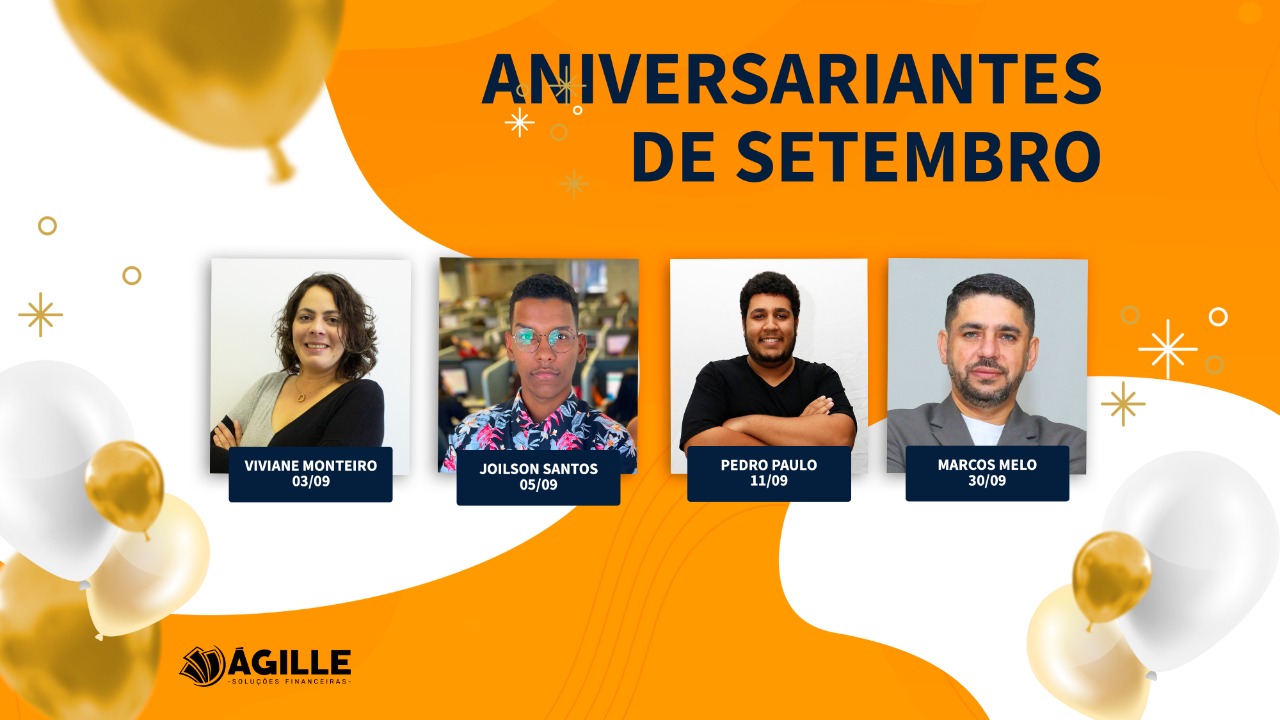 ANIVERSARIANTES
DE SETEMBRO
VIVIANE MONTEIRO
03/09
JOILSON SANTOS
05/09
PEDRO PAULO
11/09
MARCOS MELO
30/09
ÁGILLE
-SOLUÇÕES FINANCEIRAS-